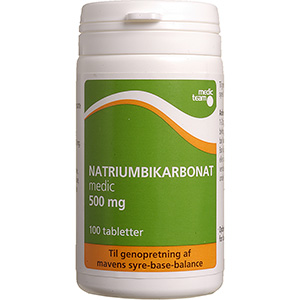 medic
team
NATRIUMBIKARBONAT
medic
500 mg
100 tabletter
Til genopretning af
mavens syre-base-balance